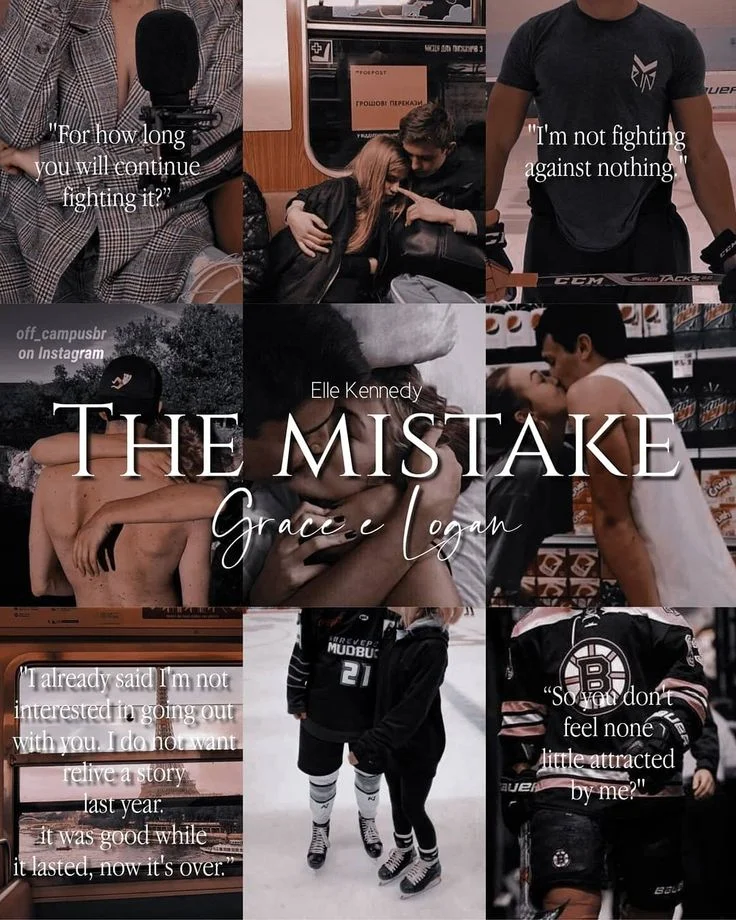 "For how long
you will continue
fighting it?”
ГРОШОВІ ПЕРЕКАЗИ
"I'm not fighting
against nothing."
CCM SUPER TACKS
off_campusbr
on Instagram
Elle Kennedy
THE MISTAKE
Grace e Logan
"I already said I'm not
interested in going out
with you. I do not want
relive a story
last year.
it was good while
it lasted, now it's over.”
MUDBUG
21
B
“So you don't
feel none
little attracted
by me?"
BAUER